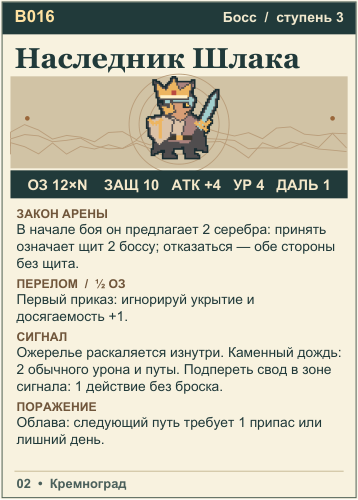 B016
Босс / ступень 3
Наследник Шлака
ОЗ 12×N ЗАЩ 10 АТК +4 УР 4 ДАЛЬ 1
ЗАКОН АРЕНЫ
В начале боя он предлагает 2 серебра: принять
означает щит 2 боссу; отказаться — обе стороны
без щита.
ПЕРЕЛОМ / ½ ОЗ
Первый приказ: игнорируй укрытие и
досягаемость +1.
СИГНАЛ
Ожерелье раскаляется изнутри. Каменный дождь:
2 обычного урона и путы. Подпереть свод в зоне
сигнала: 1 действие без броска.
ПОРАЖЕНИЕ
Облава: следующий путь требует 1 припас или
лишний день.
02 • Кремноград